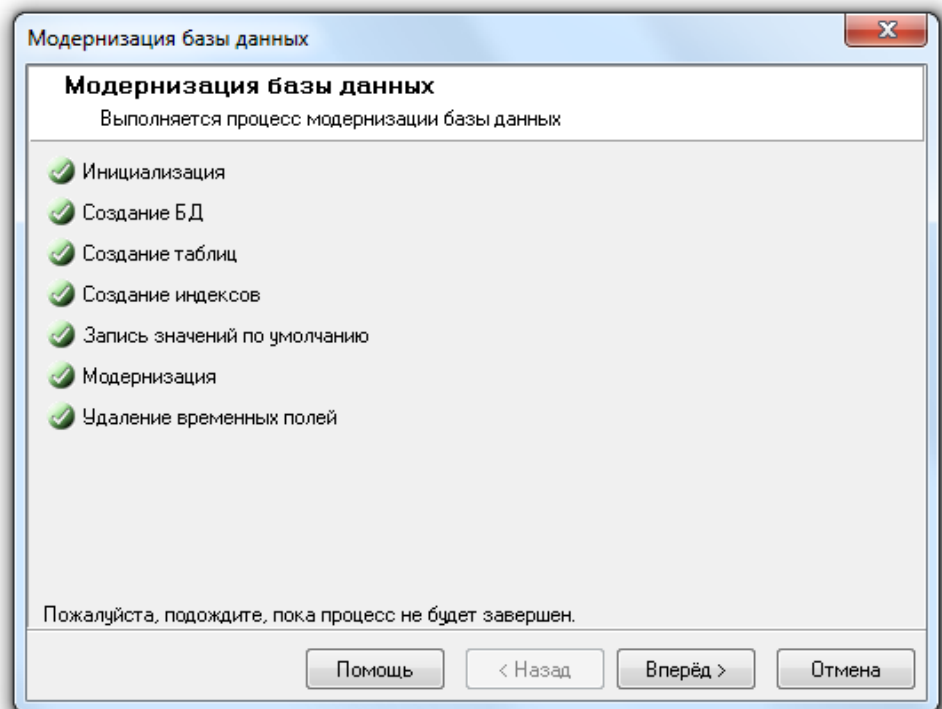 Модернизация базы данных
Модернизация базы данных
Выполняется процесс модернизации базы данных
Инициализация
Создание БД
Создание таблиц
Создание индексов
Запись значений по умолчанию
Модернизация
Удаление временных полей
Пожалуйста, подождите, пока процесс не будет завершен.
Помощь < Назад Вперёд > Отмена